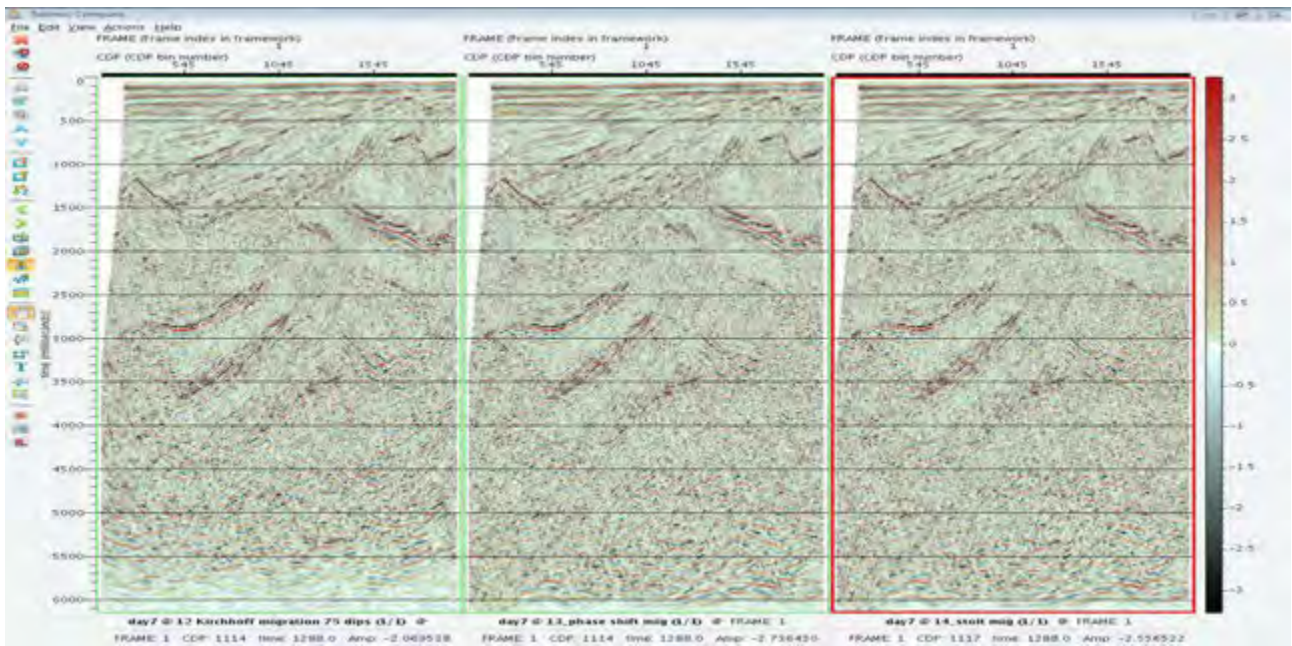 File Edit View Actions Help
FRAME (Frame index in framework)
1
CDP (CDP bin number)
545 1045 1545
FRAME (Frame index in framework)
1
CDP (CDP bin number)
545 1045 1545
FRAME (Frame index in framework)
1
CDP (CDP bin number)
545 1045 1545
0
500
1000
1500
2000
2500
3000
3500
4000
4500
5000
5500
6000
3
2.5
1.5
1
0.5
0
-0.5
-1
-1.5
-2
-2.5
-3
day7 @ 12 Kirchhoff migration 75 dips (1/1) @
FRAME 1 CDP 1114 time 1288.0 Amp -2.069528
day7 @ 13_phase shift mig (1/1) @ FRAME 1
FRAME 1 CDP 1114 time 1288.0 Amp -2.736430
day7 @ 14_stolt mig (1/1) @ FRAME 1
FRAME 1 CDP 1117 time 1288.0 Amp -2.556522